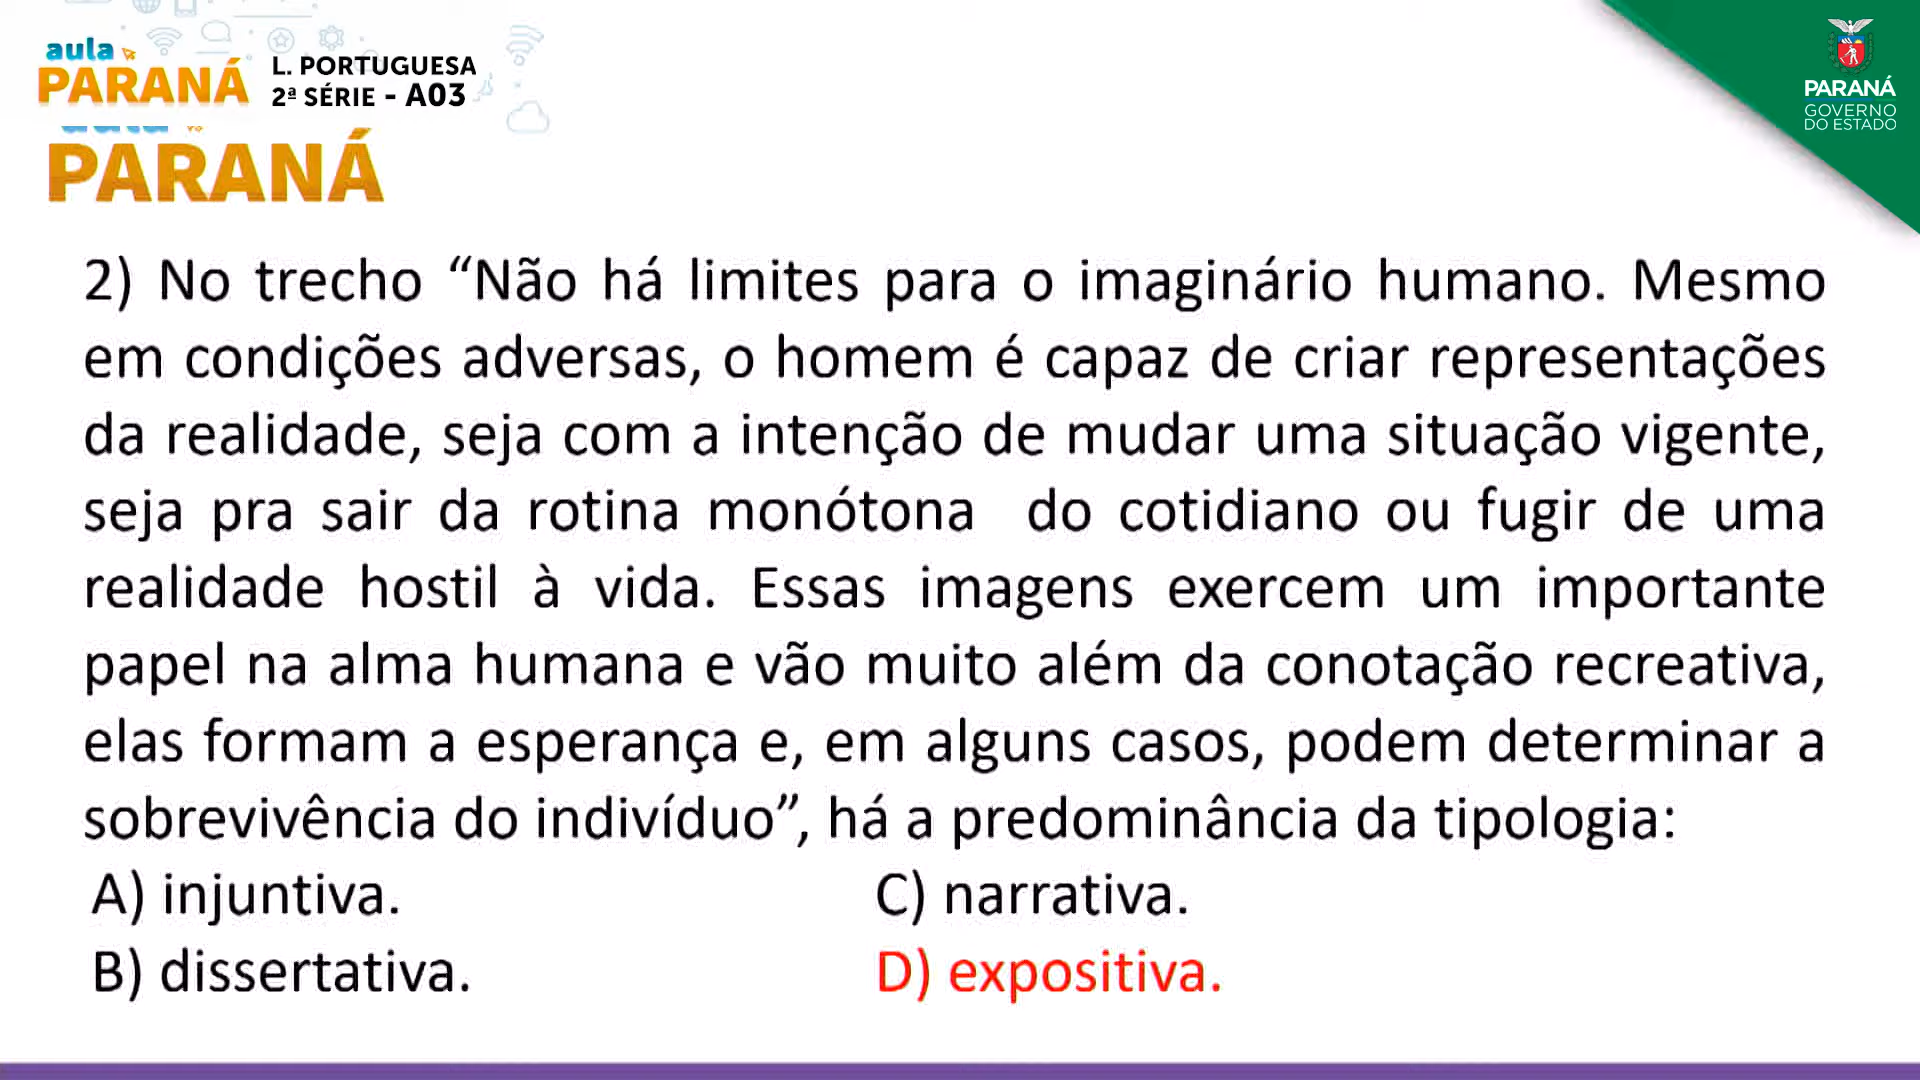 aula
PARANÁ
L. PORTUGUESA
2ª SÉRIE - A03
PARANÁ
GOVERNO
DO ESTADO
aula
PARANÁ
2) No trecho “Não há limites para o imaginário humano. Mesmo
em condições adversas, o homem é capaz de criar representações
da realidade, seja com a intenção de mudar uma situação vigente,
seja pra sair da rotina monótona do cotidiano ou fugir de uma
realidade hostil à vida. Essas imagens exercem um importante
papel na alma humana e vão muito além da conotação recreativa,
elas formam a esperança e, em alguns casos, podem determinar a
sobrevivência do indivíduo”, há a predominância da tipologia:
A) injuntiva.
C) narrativa.
B) dissertativa.
D) expositiva.